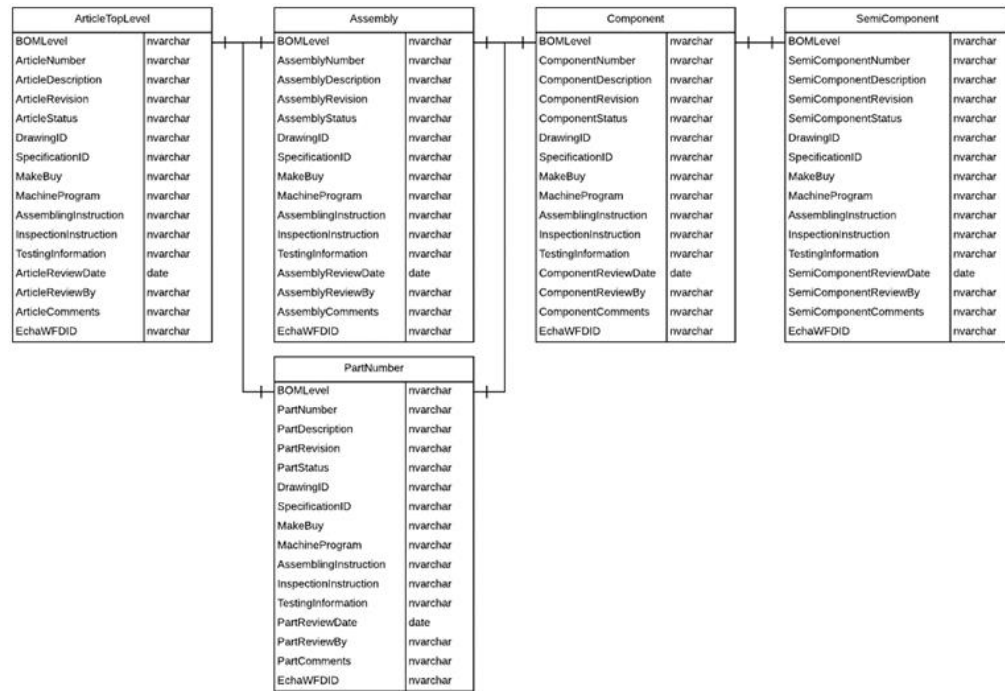 ArticleTopLevel
BOMLevel nvarchar
ArticleNumber nvarchar
ArticleDescription nvarchar
ArticleRevision nvarchar
ArticleStatus nvarchar
DrawingID nvarchar
SpecificationID nvarchar
MakeBuy nvarchar
MachineProgram nvarchar
AssemblingInstruction nvarchar
InspectionInstruction nvarchar
TestingInformation nvarchar
ArticleReviewDate date
ArticleReviewBy nvarchar
ArticleComments nvarchar
EchaWFDID nvarchar
Assembly
BOMLevel nvarchar
AssemblyNumber nvarchar
AssemblyDescription nvarchar
AssemblyRevision nvarchar
AssemblyStatus nvarchar
DrawingID nvarchar
SpecificationID nvarchar
MakeBuy nvarchar
MachineProgram nvarchar
AssemblingInstruction nvarchar
InspectionInstruction nvarchar
TestingInformation nvarchar
AssemblyReviewDate date
AssemblyReviewBy nvarchar
AssemblyComments nvarchar
EchaWFDID nvarchar
Component
BOMLevel nvarchar
ComponentNumber nvarchar
ComponentDescription nvarchar
ComponentRevision nvarchar
ComponentStatus nvarchar
DrawingID nvarchar
SpecificationID nvarchar
MakeBuy nvarchar
MachineProgram nvarchar
AssemblingInstruction nvarchar
InspectionInstruction nvarchar
TestingInformation nvarchar
ComponentReviewDate date
ComponentReviewBy nvarchar
ComponentComments nvarchar
EchaWFDID nvarchar
SemiComponent
BOMLevel nvarchar
SemiComponentNumber nvarchar
SemiComponentDescription nvarchar
SemiComponentRevision nvarchar
SemiComponentStatus nvarchar
DrawingID nvarchar
SpecificationID nvarchar
MakeBuy nvarchar
MachineProgram nvarchar
AssemblingInstruction nvarchar
InspectionInstruction nvarchar
TestingInformation nvarchar
SemiComponentReviewDate date
SemiComponentReviewBy nvarchar
SemiComponentComments nvarchar
EchaWFDID nvarchar
PartNumber
BOMLevel nvarchar
PartNumber nvarchar
PartDescription nvarchar
PartRevision nvarchar
PartStatus nvarchar
DrawingID nvarchar
SpecificationID nvarchar
MakeBuy nvarchar
MachineProgram nvarchar
AssemblingInstruction nvarchar
InspectionInstruction nvarchar
TestingInformation nvarchar
PartReviewDate date
PartReviewBy nvarchar
PartComments nvarchar
EchaWFDID nvarchar